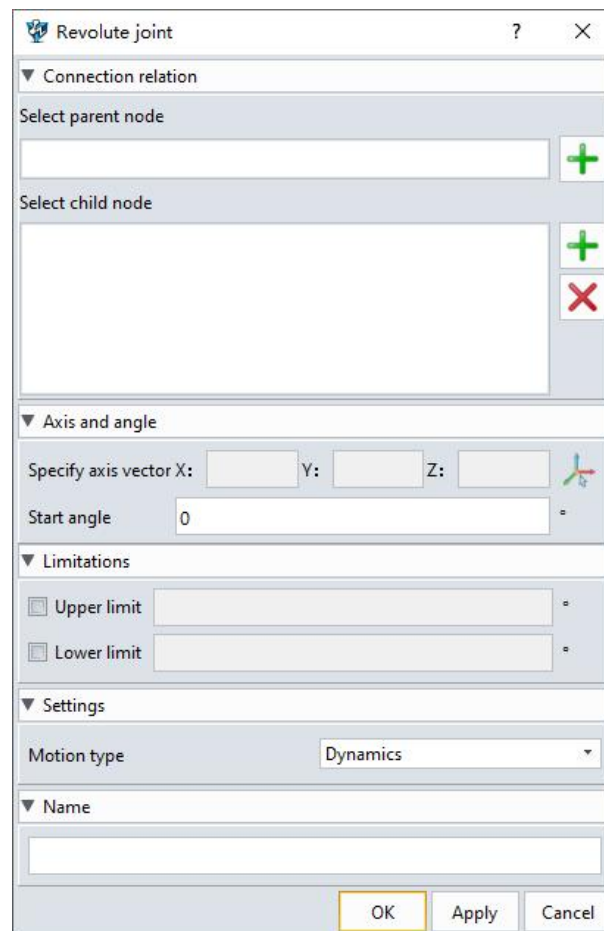 Revolute joint ?
Connection relation
Select parent node
Select child node
Axis and angle
Specify axis vector X: Y: Z:
Start angle 0 °
Limitations
Upper limit °
Lower limit °
Settings
Motion type Dynamics
Name
OK Apply Cancel